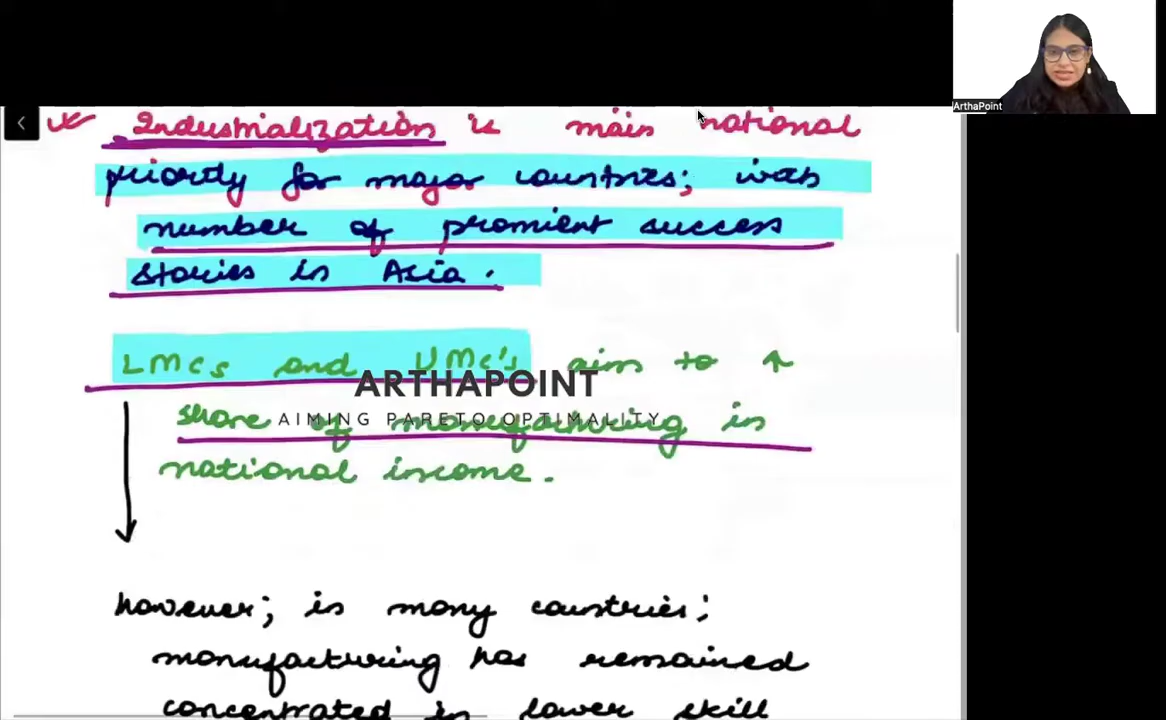 ArthaPoint
Industrialization is main national
priority for major countries; with
number of promient success
stories in Asia.
LMCs and UMC's aim to ↑
ARTHAPOINT
share of manufacturing in
AIMING PARETO OPTIMALITY
national income.
however; in many countries;
manufacturing has remained
concentrated in lower skill